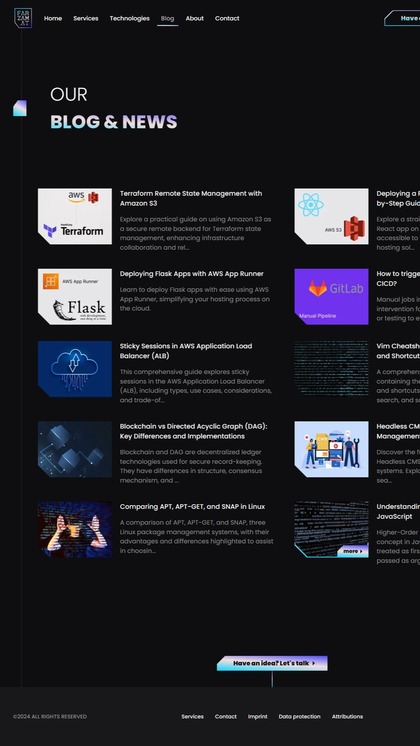 FAR
ZAM
AT
Home Services Technologies Blog About Contact
Have
OUR
BLOG & NEWS
aws
Terraform
Terraform Remote State Management with
Amazon S3
Explore a practical guide on using Amazon S3 as
a secure remote backend for Terraform state
management, enhancing infrastructure
collaboration and rel...
AWS S3
Deploying a
by-Step Guid
Explore a stra
React app on
accessible to
hosting sol...
AWS App Runner
Flask
web development,
one drop at a time
Deploying Flask Apps with AWS App Runner
Learn to deploy Flask apps with ease using AWS
App Runner, simplifying your hosting process on
the cloud.
GitLab
Manual Pipeline
How to trigge
CICD?
Manual jobs i
intervention fo
or testing to e
Sticky Sessions in AWS Application Load
Balancer (ALB)
This comprehensive guide explores sticky
sessions in the AWS Application Load Balancer
(ALB), including types, use cases, considerations,
and trade-of...
Vim Cheatsh
and Shortcut
A comprehens
containing the
and shortcuts
search, and so
Blockchain vs Directed Acyclic Graph (DAG):
Key Differences and Implementations
Blockchain and DAG are decentralized ledger
technologies used for secure record-keeping.
They have differences in structure, consensus
mechanism, and ...
Headless CM
Management
Discover the f
Headless CMS
systems. Explo
sea...
Comparing APT, APT-GET, and SNAP in Linux
A comparison of APT, APT-GET, and SNAP, three
Linux package management systems, with their
advantages and differences highlighted to assist
in choosin...
more
Understandin
JavaScript
Higher-Order
concept in Jav
treated as first
passed as arg
Have an idea? Let's talk
©2024 ALL RIGHTS RESERVED
Services Contact Imprint Data protection Attributions